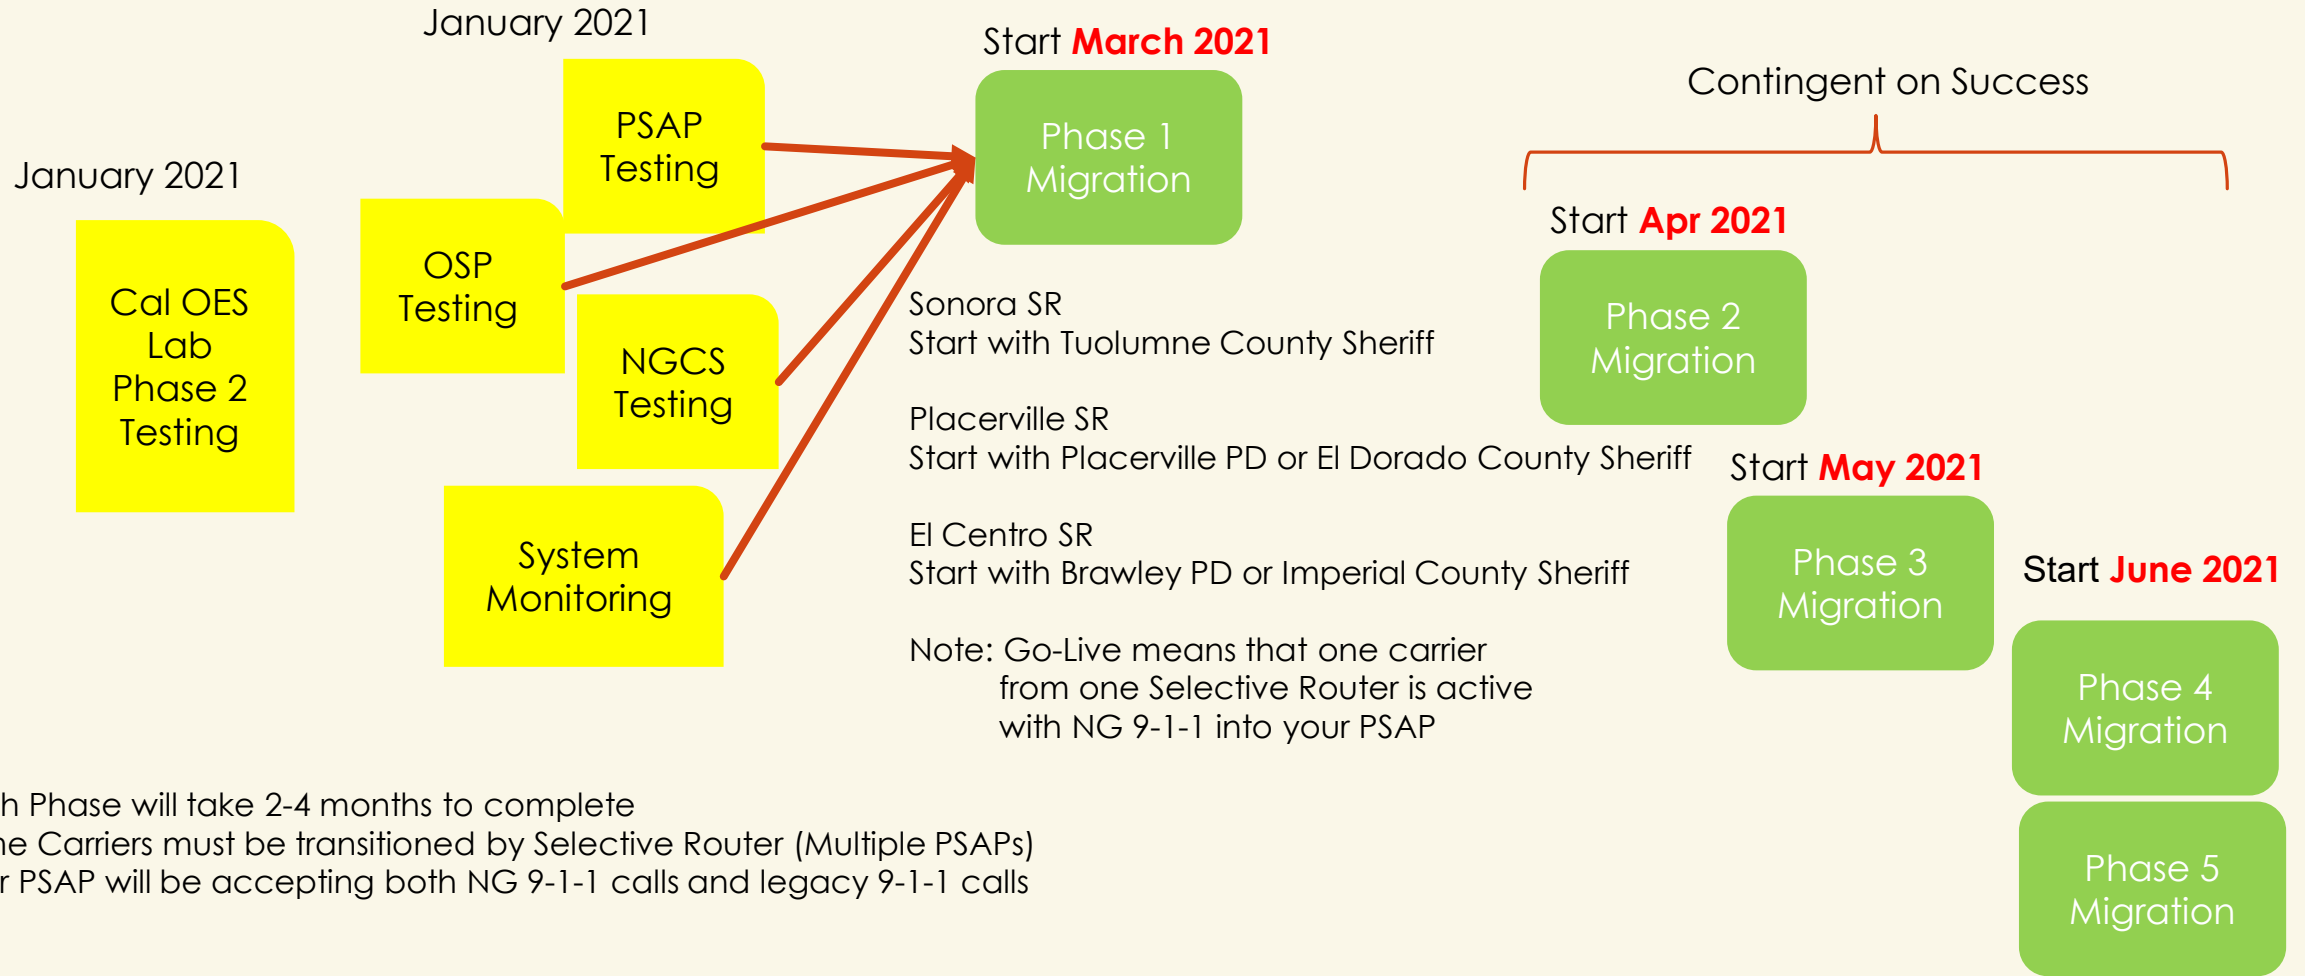 January 2021
Cal OES
Lab
Phase 2
Testing
January 2021
PSAP
Testing
OSP
Testing
NGCS
Testing
System
Monitoring
Start March 2021
Phase 1
Migration
Sonora SR
Start with Tuolumne County Sheriff
Placerville SR
Start with Placerville PD or El Dorado County Sheriff
El Centro SR
Start with Brawley PD or Imperial County Sheriff
Note: Go-Live means that one carrier
from one Selective Router is active
with NG 9-1-1 into your PSAP
Contingent on Success
Start Apr 2021
Phase 2
Migration
Start May 2021
Phase 3
Migration
Start June 2021
Phase 4
Migration
Phase 5
Migration
Phase will take 2-4 months to complete
Carriers must be transitioned by Selective Router (Multiple PSAPs)
PSAP will be accepting both NG 9-1-1 calls and legacy 9-1-1 calls